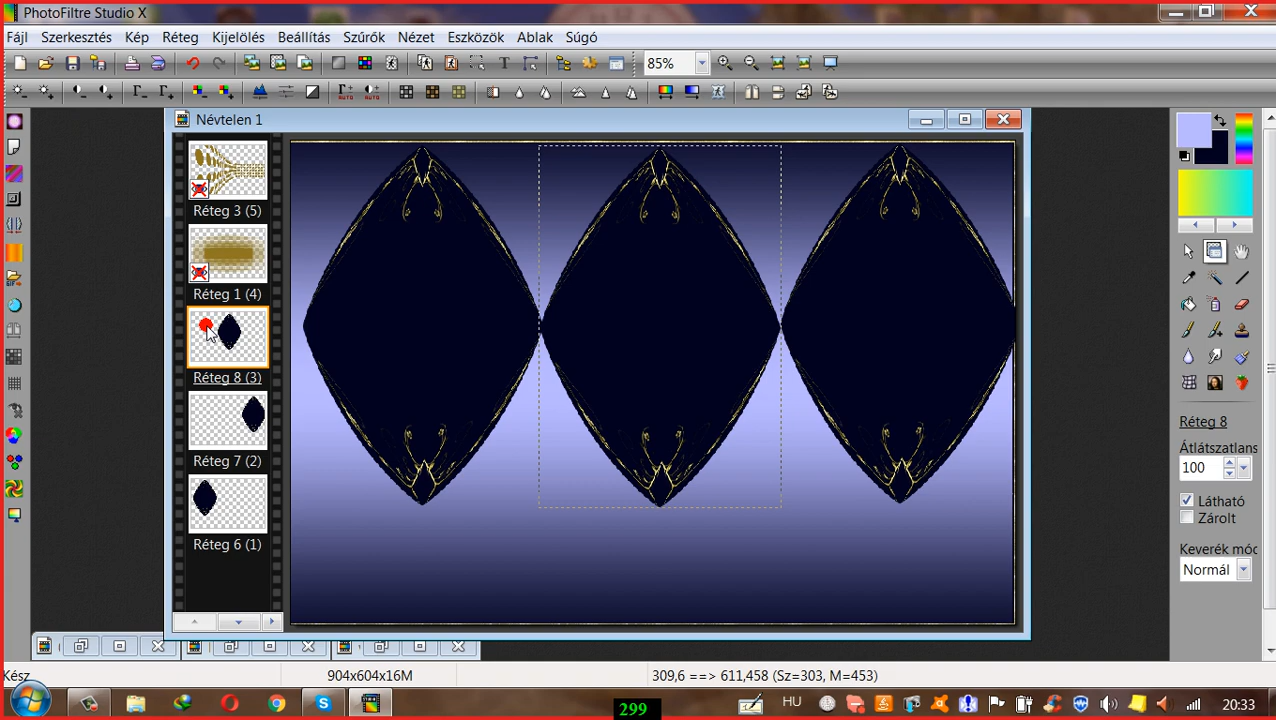 PhotoFiltre Studio X
Fájl Szerkesztés Kép Réteg Kijelölés Beállítás Szűrők Nézet Eszközök Ablak Súgó
85%
AUTO AUTO
Névtelen 1
Réteg 3 (5)
Réteg 1 (4)
Réteg 8 (3)
Réteg 7 (2)
Réteg 6 (1)
Réteg 8
Átlátszatlans
100
Látható
Zárolt
Keverék móc
Normál
Kész 904x604x16M 309,6 ==> 611,458 (Sz=303, M=453)
HU 20:33
299